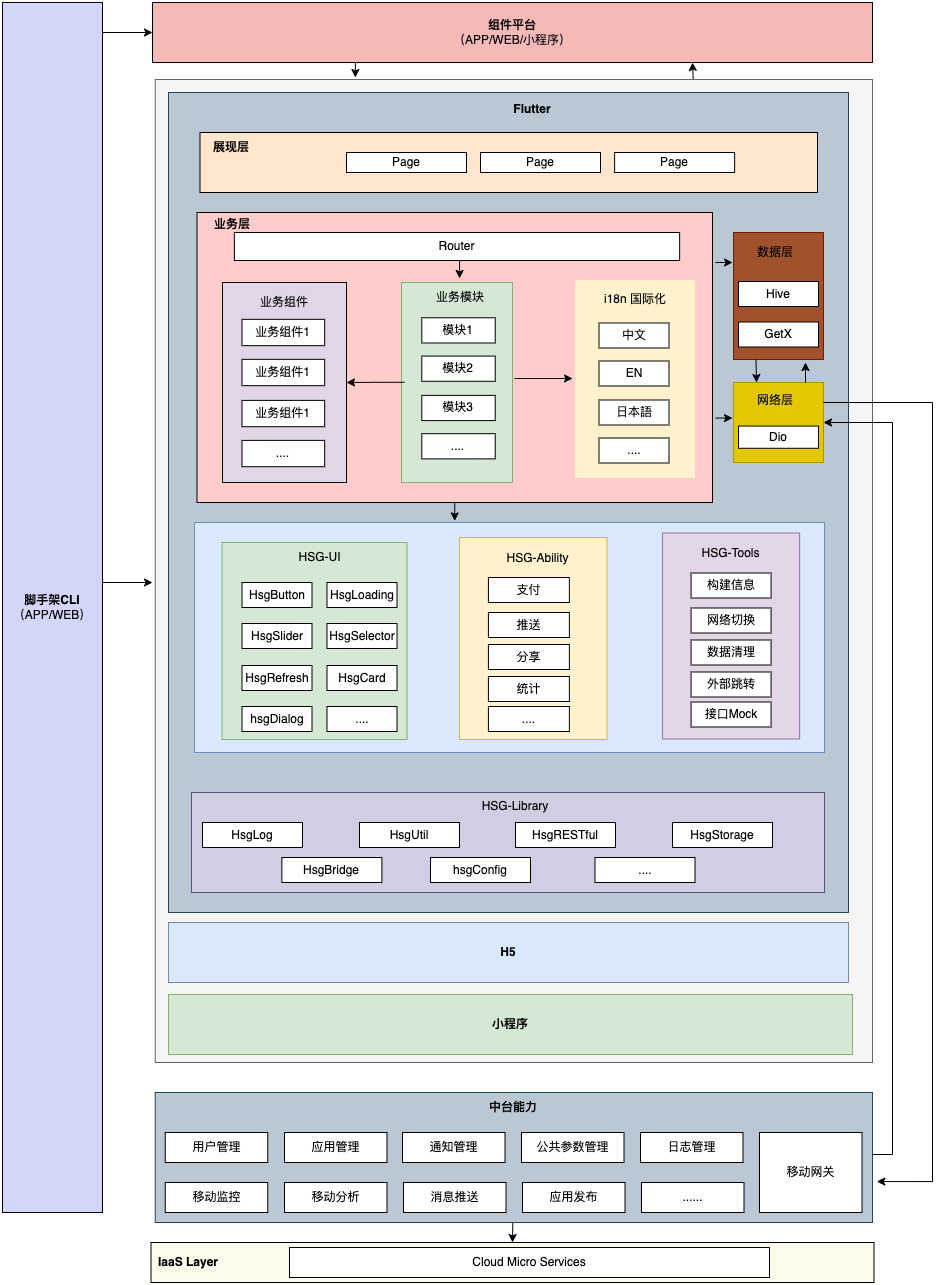 组件平台
（APP/WEB/小程序）
脚手架CLI
（APP/WEB）
Flutter
展现层
Page
Page
Page
业务层
Router
业务组件
业务组件1
业务组件1
业务组件1
....
业务模块
模块1
模块2
模块3
....
i18n 国际化
中文
EN
日本語
....
数据层
Hive
GetX
网络层
Dio
HSG-UI
HsgButton
HsgLoading
HsgSlider
HsgSelector
HsgRefresh
HsgCard
hsgDialog
....
HSG-Ability
支付
推送
分享
统计
....
HSG-Tools
构建信息
网络切换
数据清理
外部跳转
接口Mock
HSG-Library
HsgLog
HsgUtil
HsgRESTful
HsgStorage
HsgBridge
hsgConfig
....
H5
小程序
中台能力
用户管理
应用管理
通知管理
公共参数管理
日志管理
移动网关
移动监控
移动分析
消息推送
应用发布
......
IaaS Layer
Cloud Micro Services